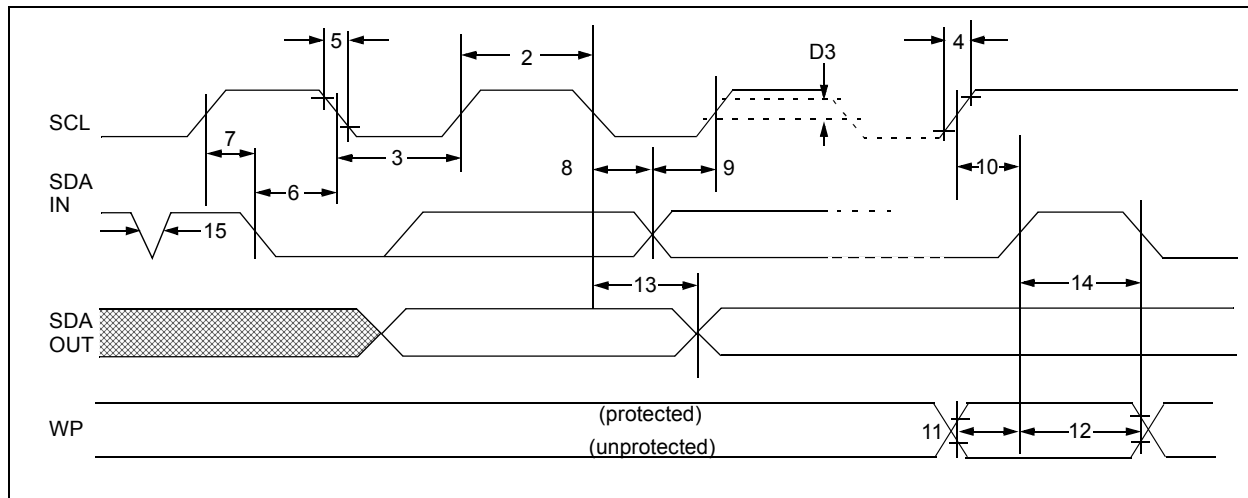 5
2
D3
4
SCL
7
3
8
9
10
SDA
IN
6
15
13
14
SDA
OUT
WP
(protected)
(unprotected)
11
12